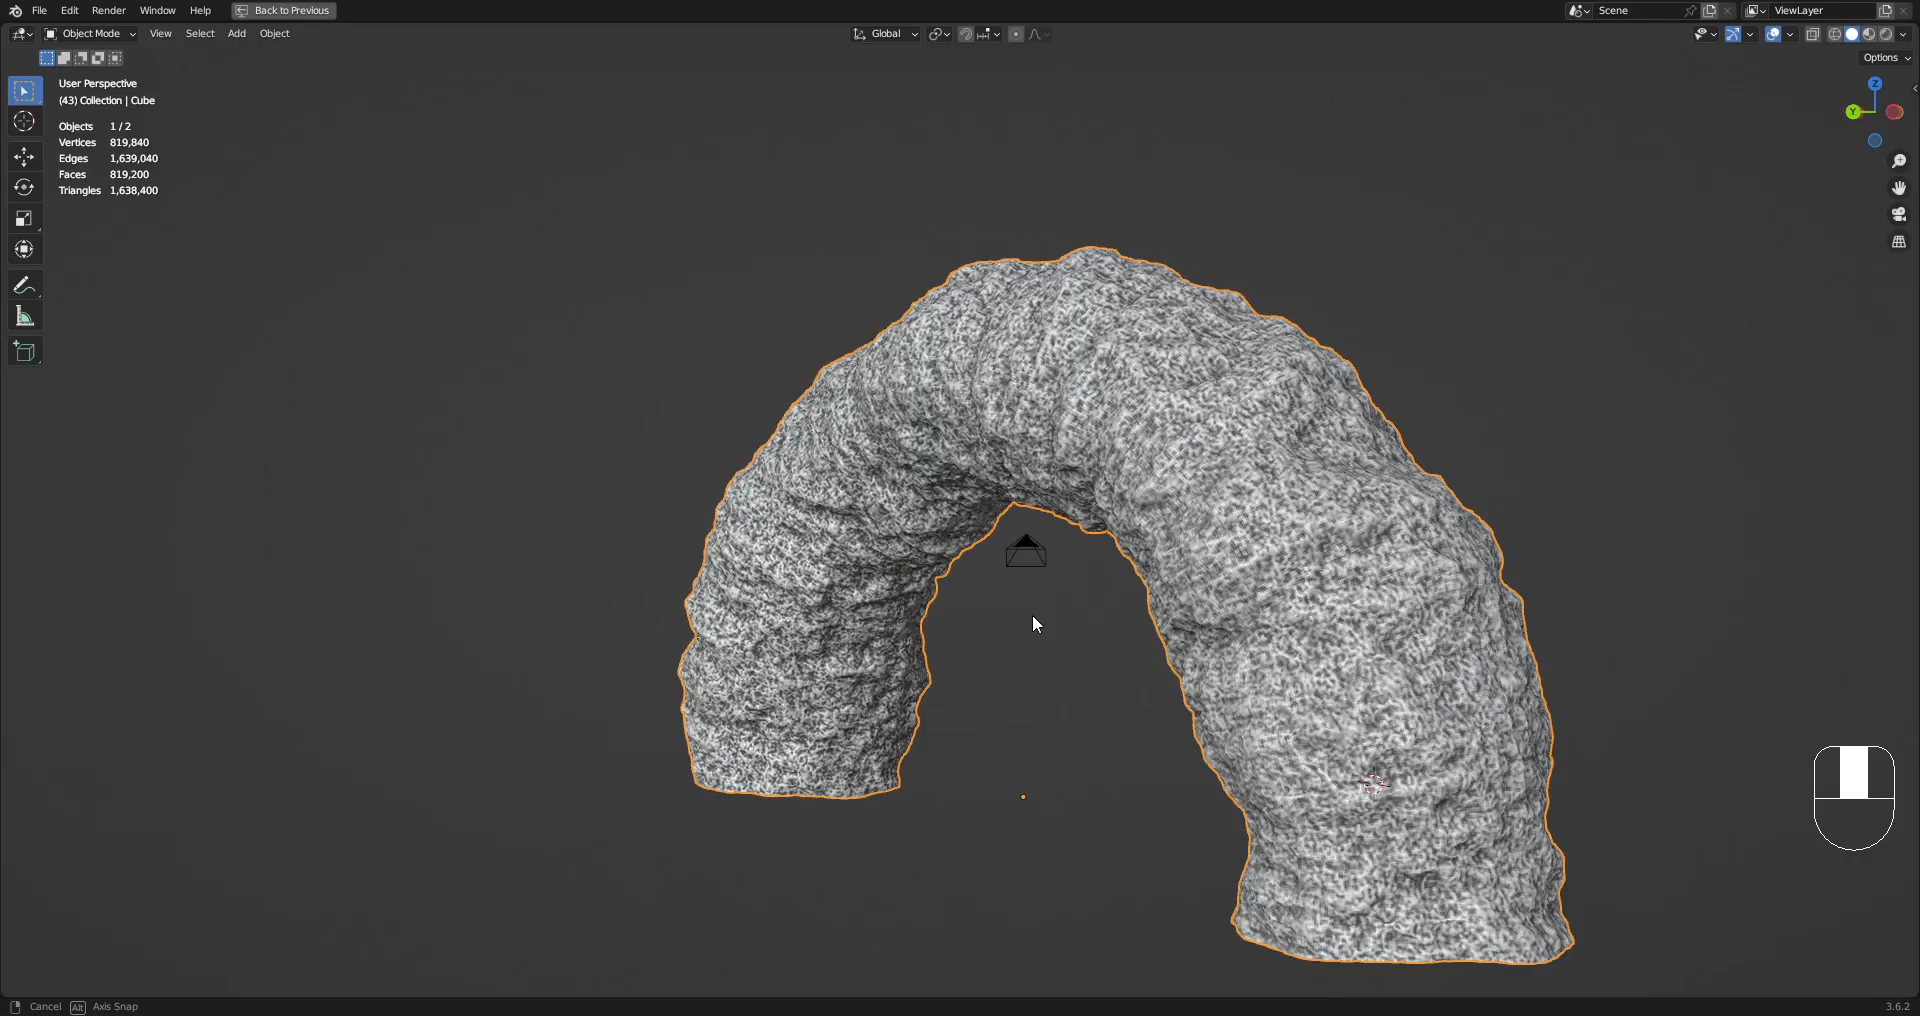 File Edit Render Window Help Back to Previous Scene ViewLayer
Object Mode View Select Add Object Global
Options
User Perspective
(43) Collection | Cube
Objects 1 / 2
Vertices 819,840
Edges 1,639,040
Faces 819,200
Triangles 1,638,400
Z
Y
Cancel Alt Axis Snap 3.6.2